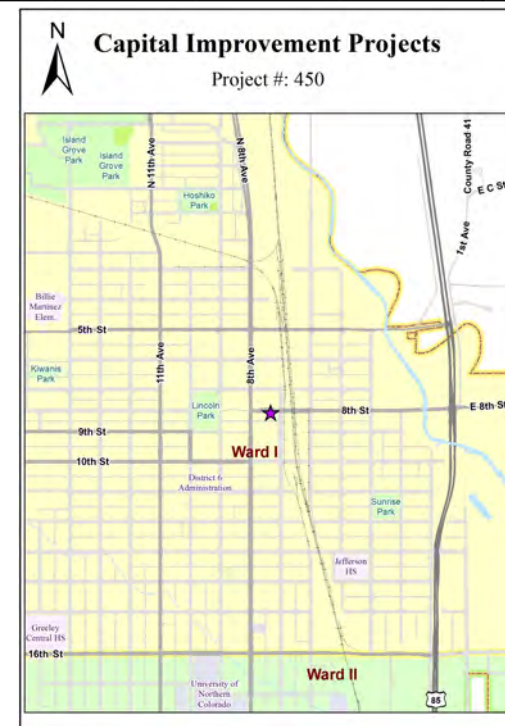 N
Capital Improvement Projects
Project #: 450
Island
Grove
Park
Island
Grove
Park
N 11th Ave
N 8th Ave
County Road 41
E C St
1st Ave
Hoshiko
Park
Billie
Martinez
Elem.
5th St
Kiwanis
Park
11th Ave
8th Ave
Lincoln
Park
8th St
E 8th St
9th St
Ward I
10th St
District 6
Administration
Sunrise
Park
Jefferson
HS
Greeley
Central HS
16th St
Ward II
University of
Northern
Colorado
85